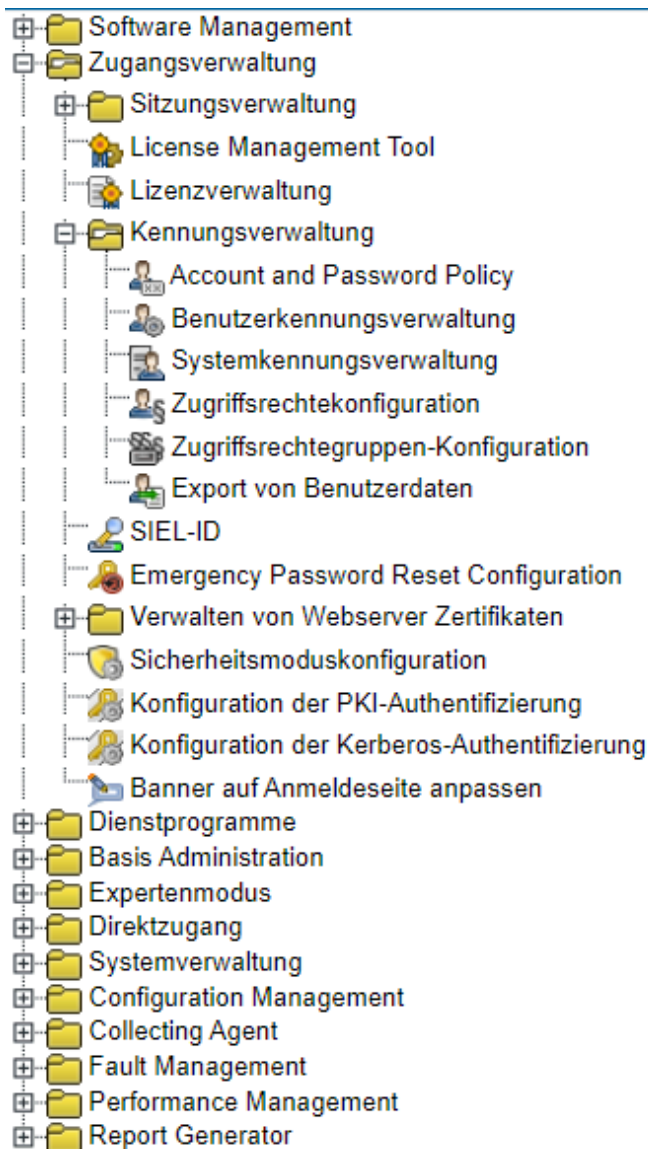 Software Management
Zugangsverwaltung
Sitzungsverwaltung
License Management Tool
Lizenzverwaltung
Kennungsverwaltung
Account and Password Policy
Benutzerkennungsverwaltung
Systemkennungsverwaltung
Zugriffsrechtekonfiguration
Zugriffsrechtegruppen-Konfiguration
Export von Benutzerdaten
SIEL-ID
Emergency Password Reset Configuration
Verwalten von Webserver Zertifikaten
Sicherheitsmoduskonfiguration
Konfiguration der PKI-Authentifizierung
Konfiguration der Kerberos-Authentifizierung
Banner auf Anmeldeseite anpassen
Dienstprogramme
Basis Administration
Expertenmodus
Direktzugang
Systemverwaltung
Configuration Management
Collecting Agent
Fault Management
Performance Management
Report Generator